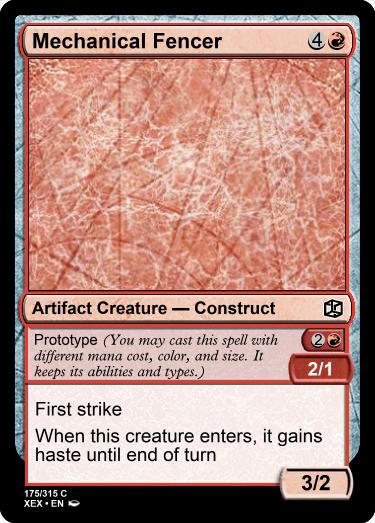 Mechanical Fencer 4
Artifact Creature — Construct
Prototype (You may cast this spell with 2
different mana cost, color, and size. It
keeps its abilities and types.) 2/1
First strike
When this creature enters, it gains
haste until end of turn
3/2
175/315 C
XEX • EN